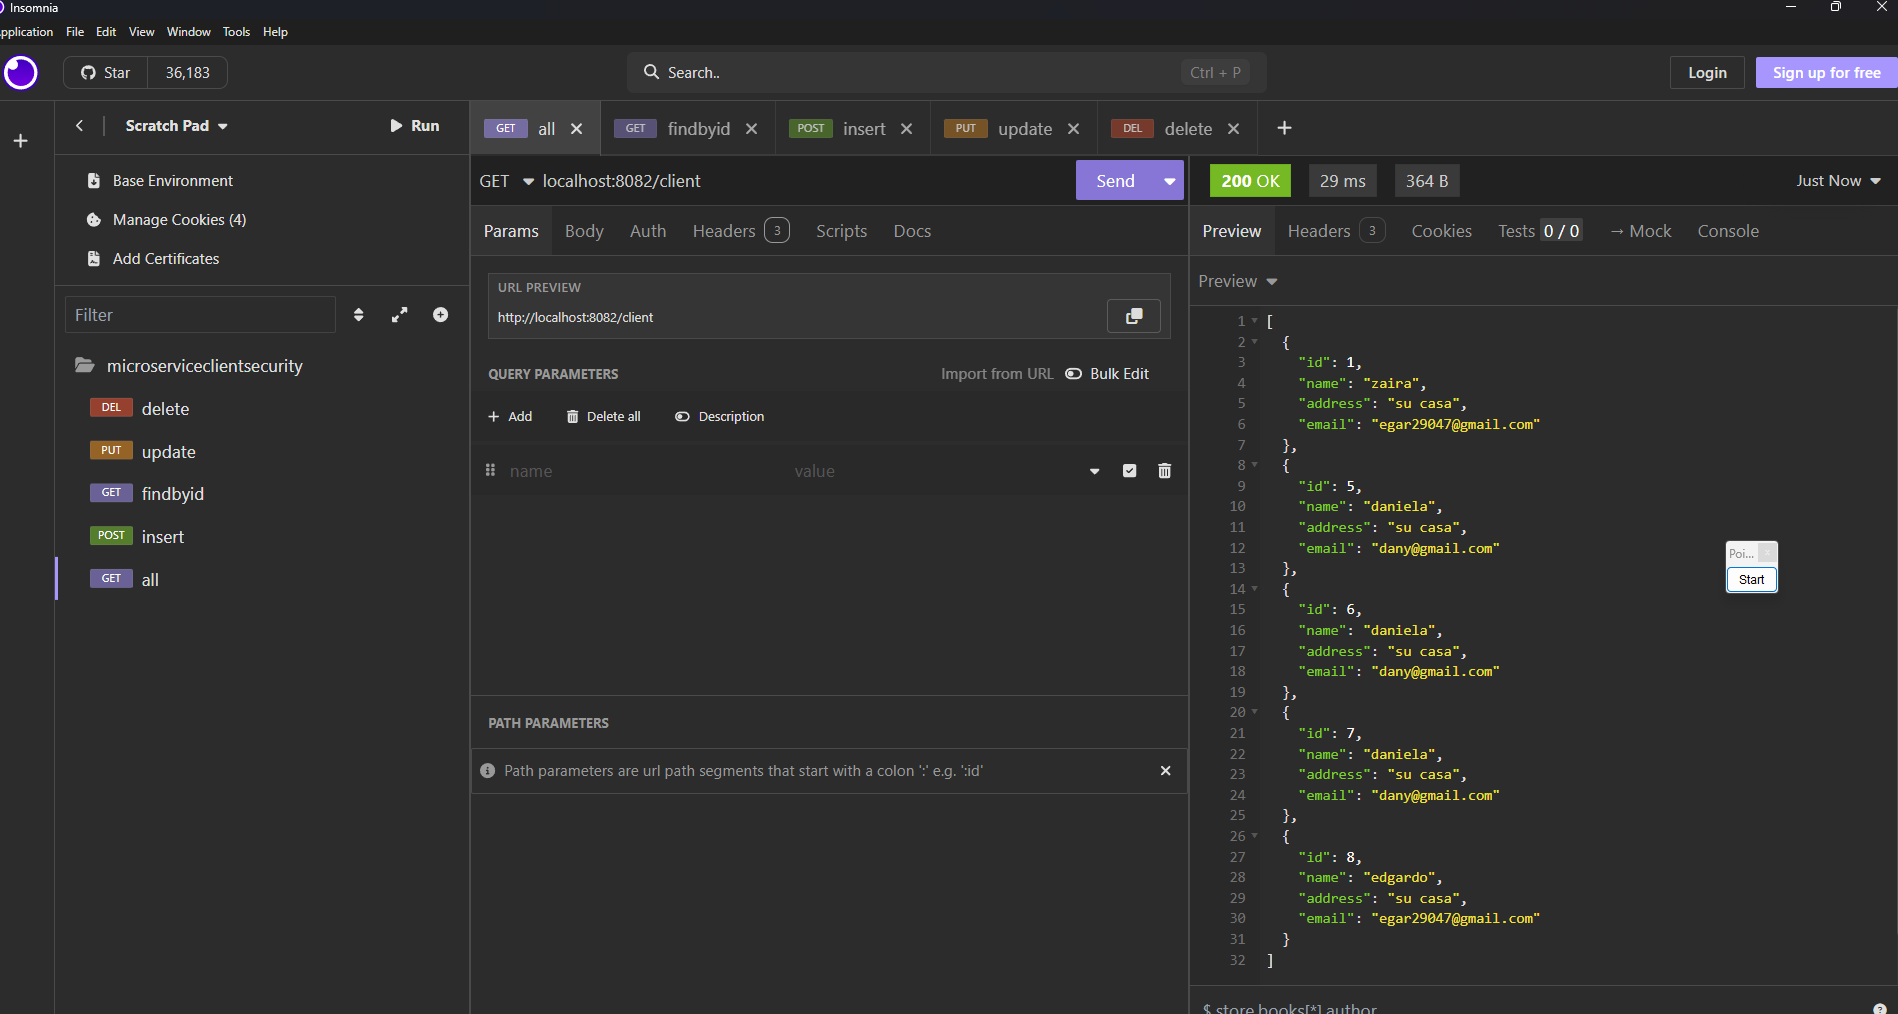 Insomnia
pplication File Edit View Window Tools Help
Star 36,183
Search.. Ctrl + P
Login Sign up for free
Scratch Pad Run
GET all GET findbyid POST insert PUT update DEL delete
Base Environment
Manage Cookies (4)
Add Certificates
Filter
microserviceclientsecurity
DEL delete
PUT update
GET findbyid
POST insert
GET all
GET localhost:8082/client Send
Params Body Auth Headers 3 Scripts Docs
URL PREVIEW
http://localhost:8082/client
QUERY PARAMETERS Import from URL Bulk Edit
+ Add Delete all Description
name value
PATH PARAMETERS
Path parameters are url path segments that start with a colon ':' e.g. ':id'
200 OK 29 ms 364 B Just Now
Preview Headers 3 Cookies Tests 0 / 0 → Mock Console
Preview
1 [
2 {
3 "id": 1,
4 "name": "zaira",
5 "address": "su casa",
6 "email": "egar29047@gmail.com"
7 },
8 {
9 "id": 5,
10 "name": "daniela",
11 "address": "su casa",
12 "email": "dany@gmail.com"
13 },
14 {
15 "id": 6,
16 "name": "daniela",
17 "address": "su casa",
18 "email": "dany@gmail.com"
19 },
20 {
21 "id": 7,
22 "name": "daniela",
23 "address": "su casa",
24 "email": "dany@gmail.com"
25 },
26 {
27 "id": 8,
28 "name": "edgardo",
29 "address": "su casa",
30 "email": "egar29047@gmail.com"
31 }
32 ]
Poi...
Start
$.store.books[*].author